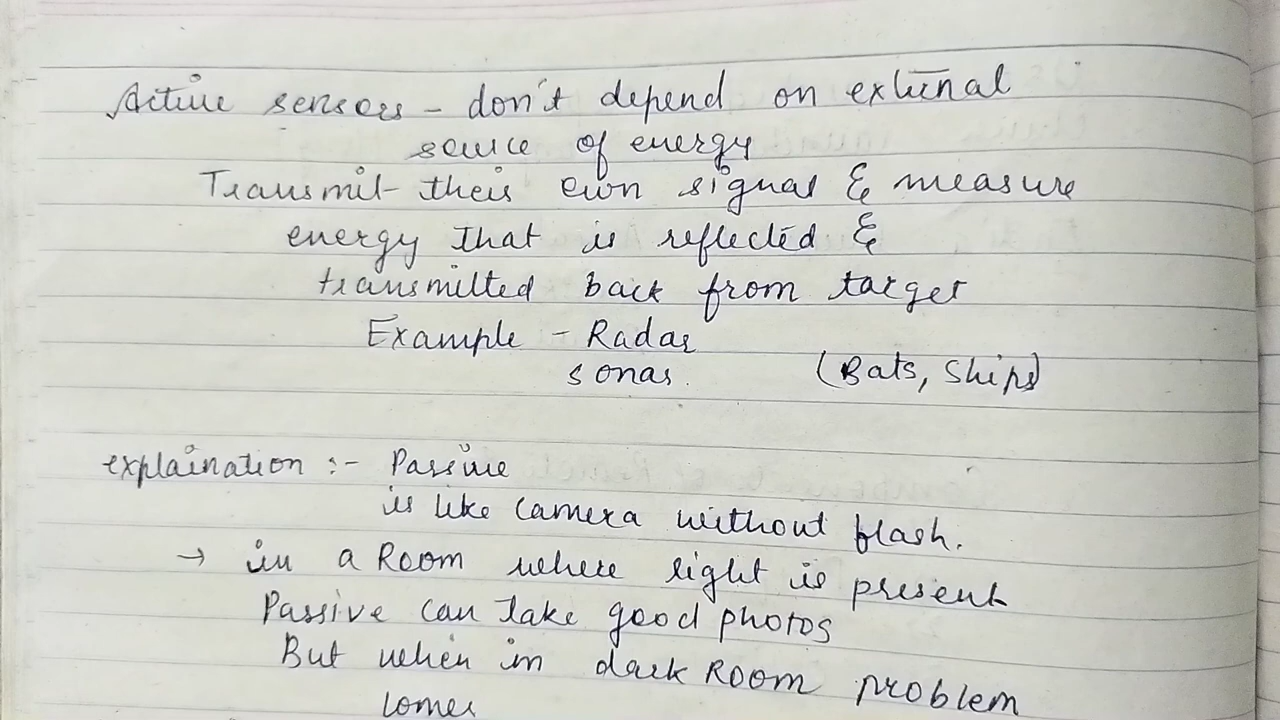 Active sensors - don't depend on external
source of energy
Transmit their own signal & measure
energy that is reflected &
transmitted back from target
Example - Radar
sonar. (Bats, Ships)
explaination :- Passive
is like camera without flash.
→ in a Room where light is present
Passive can take good photos
But when in dark Room problem
comes